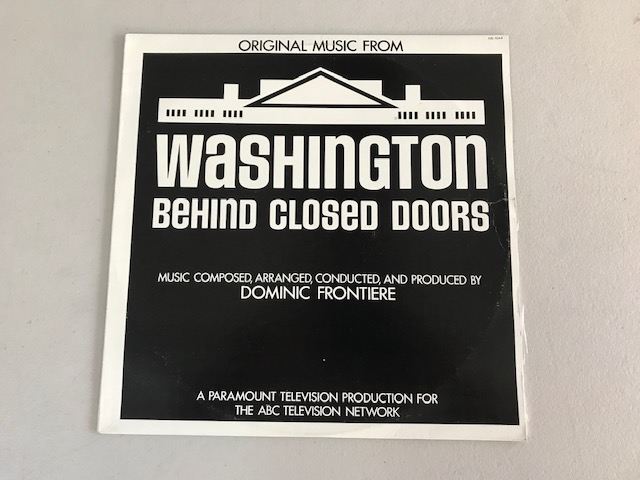 ORIGINAL MUSIC FROM
WASHINGTON
BEHIND CLOSED DOORS
MUSIC COMPOSED, ARRANGED, CONDUCTED, AND PRODUCED BY
DOMINIC FRONTIERE
A PARAMOUNT TELEVISION PRODUCTION FOR
THE ABC TELEVISION NETWORK